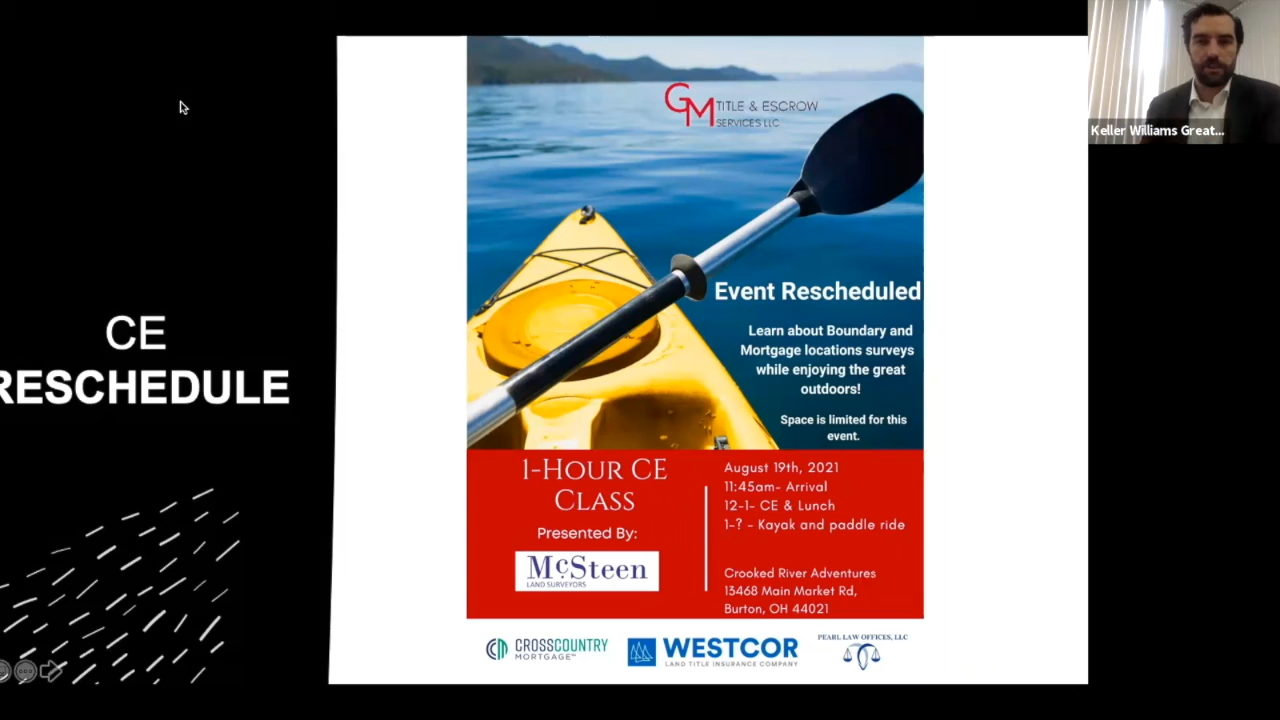 CE
RESCHEDULE
GM TITLE & ESCROW
SERVICES LLC
Event Rescheduled
Learn about Boundary and
Mortgage locations surveys
while enjoying the great
outdoors!
Space is limited for this
event.
1-HOUR CE
CLASS
Presented By:
McSteen
LAND SURVEYORS
August 19th, 2021
11:45am- Arrival
12-1- CE & Lunch
1-? - Kayak and paddle ride
Crooked River Adventures
13468 Main Market Rd,
Burton, OH 44021
CROSSCOUNTRY
MORTGAGE™
WESTCOR
LAND TITLE INSURANCE COMPANY
PEARL LAW OFFICES, LLC
Keller Williams Great...